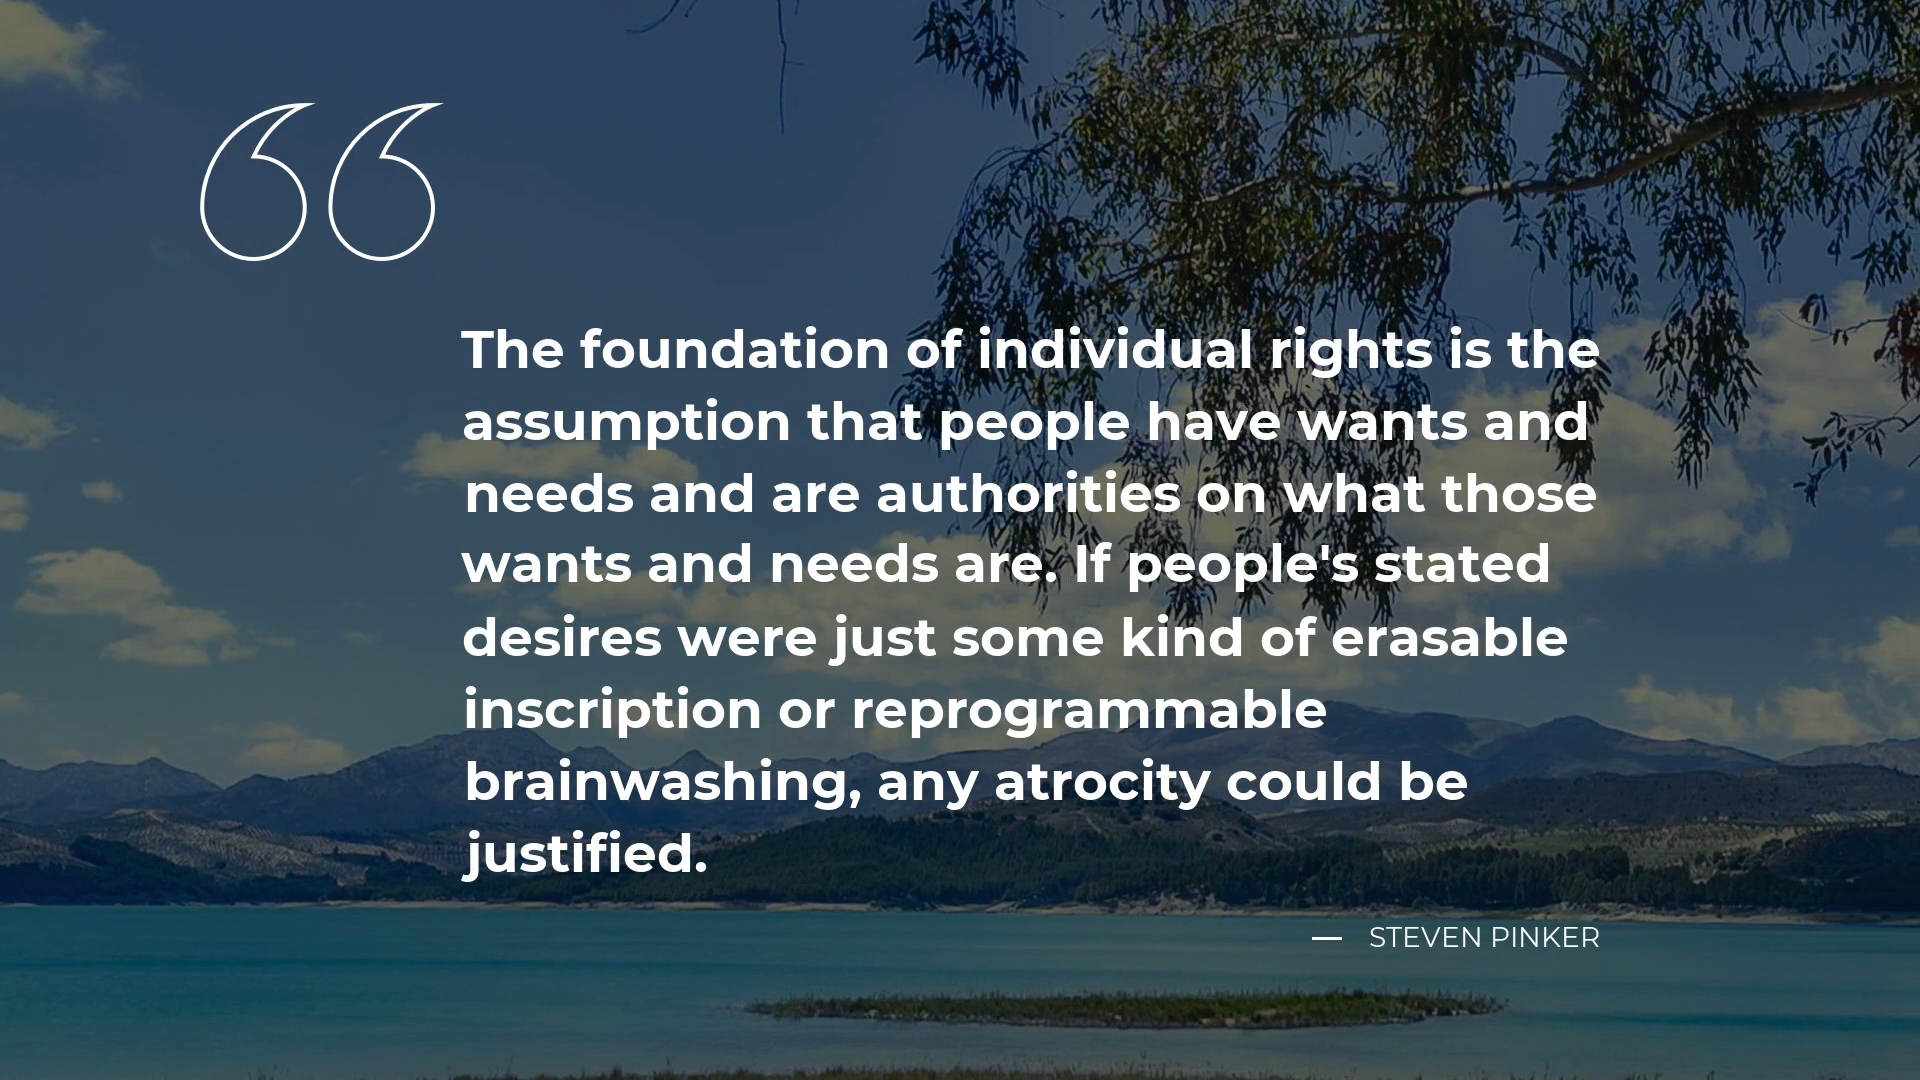 “
The foundation of individual rights is the
assumption that people have wants and
needs and are authorities on what those
wants and needs are. If people's stated
desires were just some kind of erasable
inscription or reprogrammable
brainwashing, any atrocity could be
justified.
— STEVEN PINKER